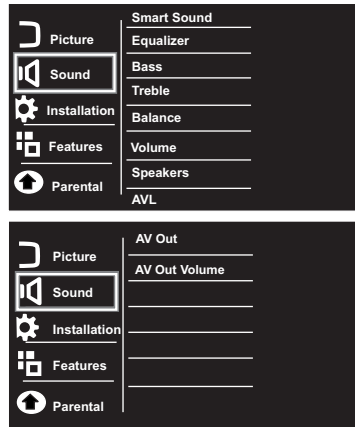 Picture
Sound
Installation
Features
Parental
Smart Sound
Equalizer
Bass
Treble
Balance
Volume
Speakers
AVL
Picture
Sound
Installation
Features
Parental
AV Out
AV Out Volume